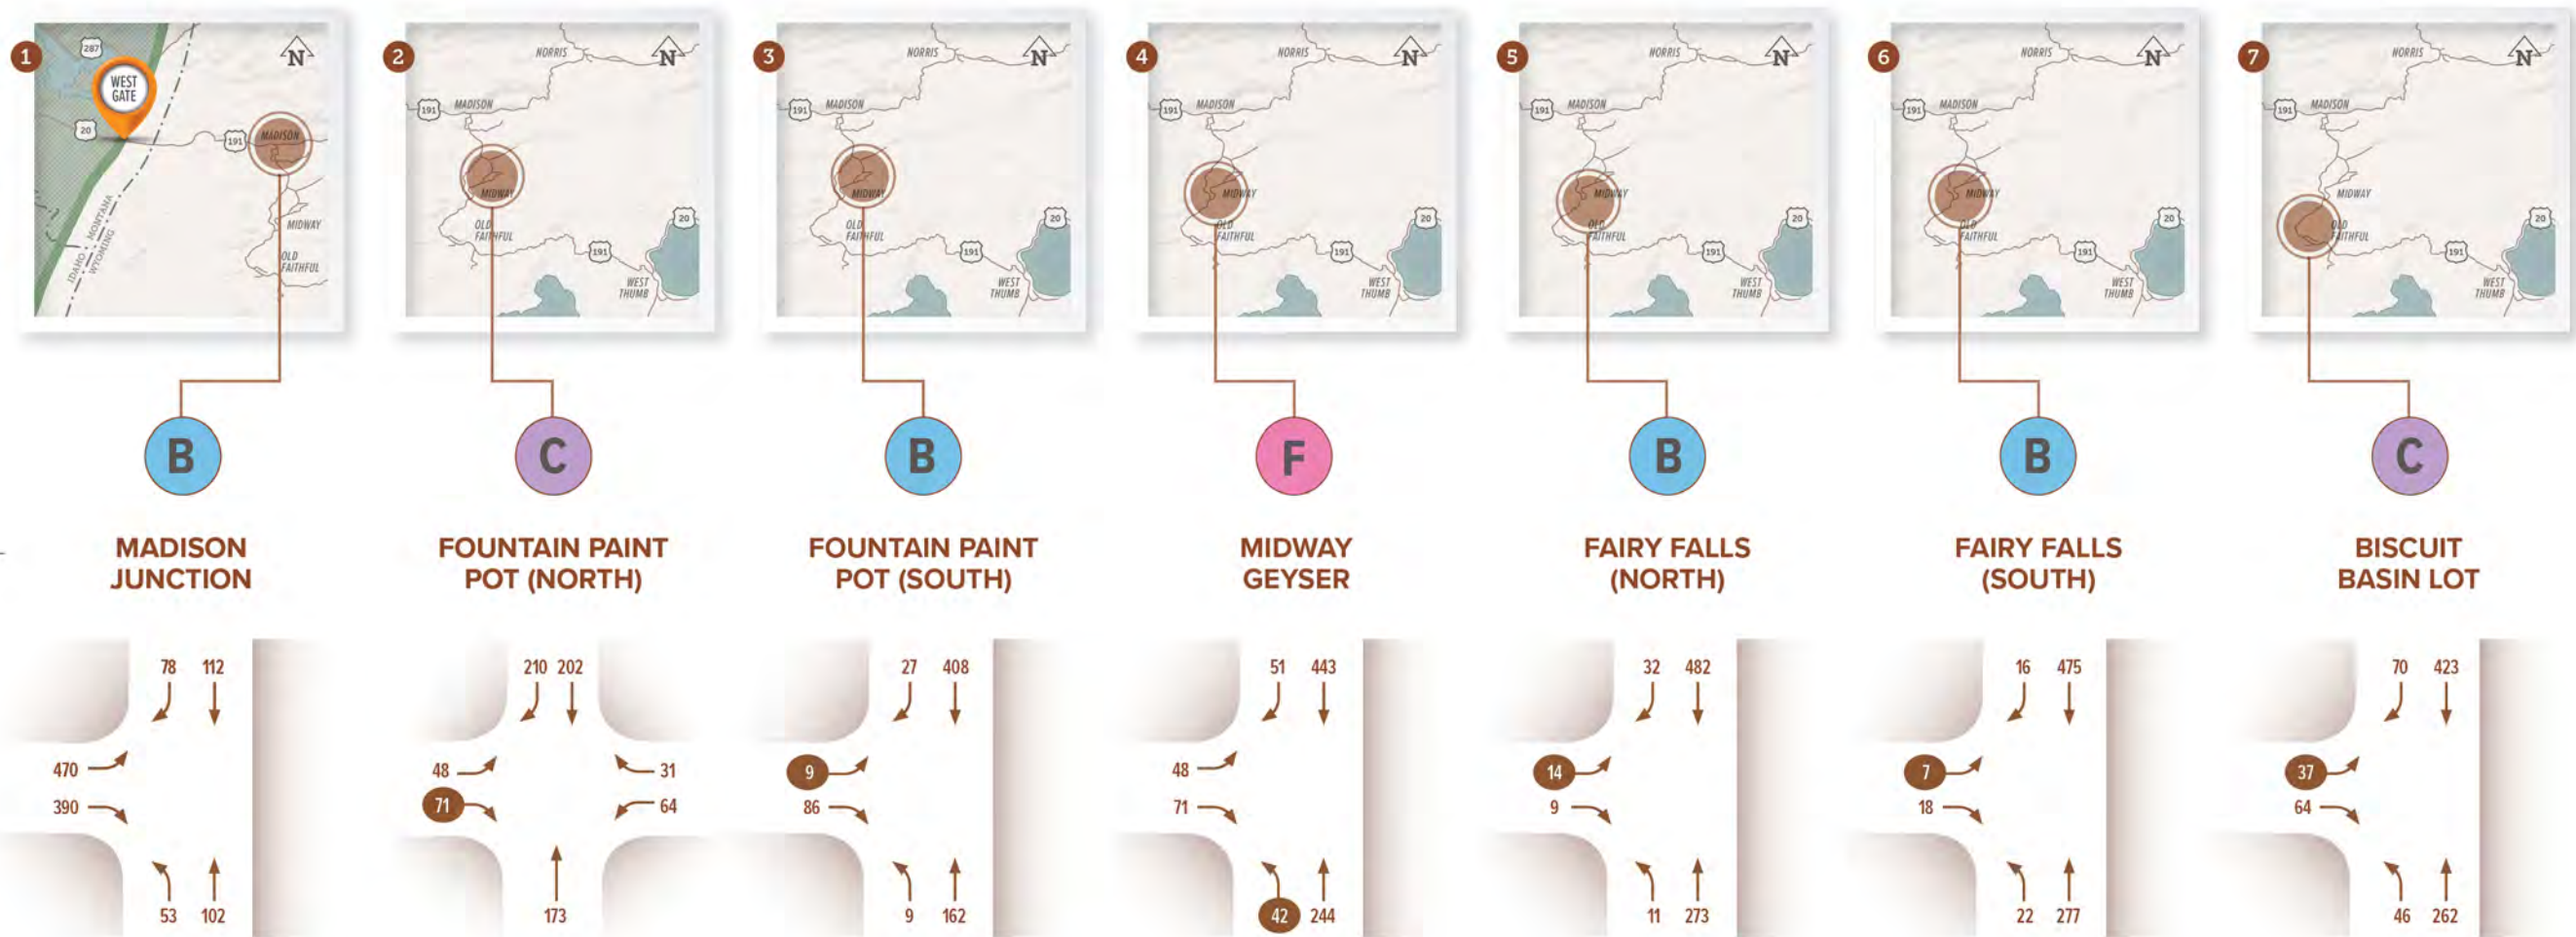 1
287
WEST
GATE
20
191
MADISON
N
MONTANA
IDAHO
WYOMING
MIDWAY
OLD
FAITHFUL
2
NORRIS
N
191
MADISON
MIDWAY
OLD
FAITHFUL
20
191
WEST
THUMB
3
NORRIS
N
191
MADISON
MIDWAY
OLD
FAITHFUL
20
191
WEST
THUMB
4
NORRIS
N
191
MADISON
MIDWAY
OLD
FAITHFUL
20
191
WEST
THUMB
5
NORRIS
N
191
MADISON
MIDWAY
OLD
FAITHFUL
20
191
WEST
THUMB
6
NORRIS
N
191
MADISON
MIDWAY
OLD
FAITHFUL
20
191
WEST
THUMB
7
NORRIS
N
191
MADISON
MIDWAY
OLD
FAITHFUL
20
191
WEST
THUMB
B
MADISON
JUNCTION
78 112
470
390
53 102
C
FOUNTAIN PAINT
POT (NORTH)
210 202
48 31
71 64
173
B
FOUNTAIN PAINT
POT (SOUTH)
27 408
9
86
9 162
F
MIDWAY
GEYSER
51 443
48
71
42 244
B
FAIRY FALLS
(NORTH)
32 482
14
9
11 273
B
FAIRY FALLS
(SOUTH)
16 475
7
18
22 277
C
BISCUIT
BASIN LOT
70 423
37
64
46 262